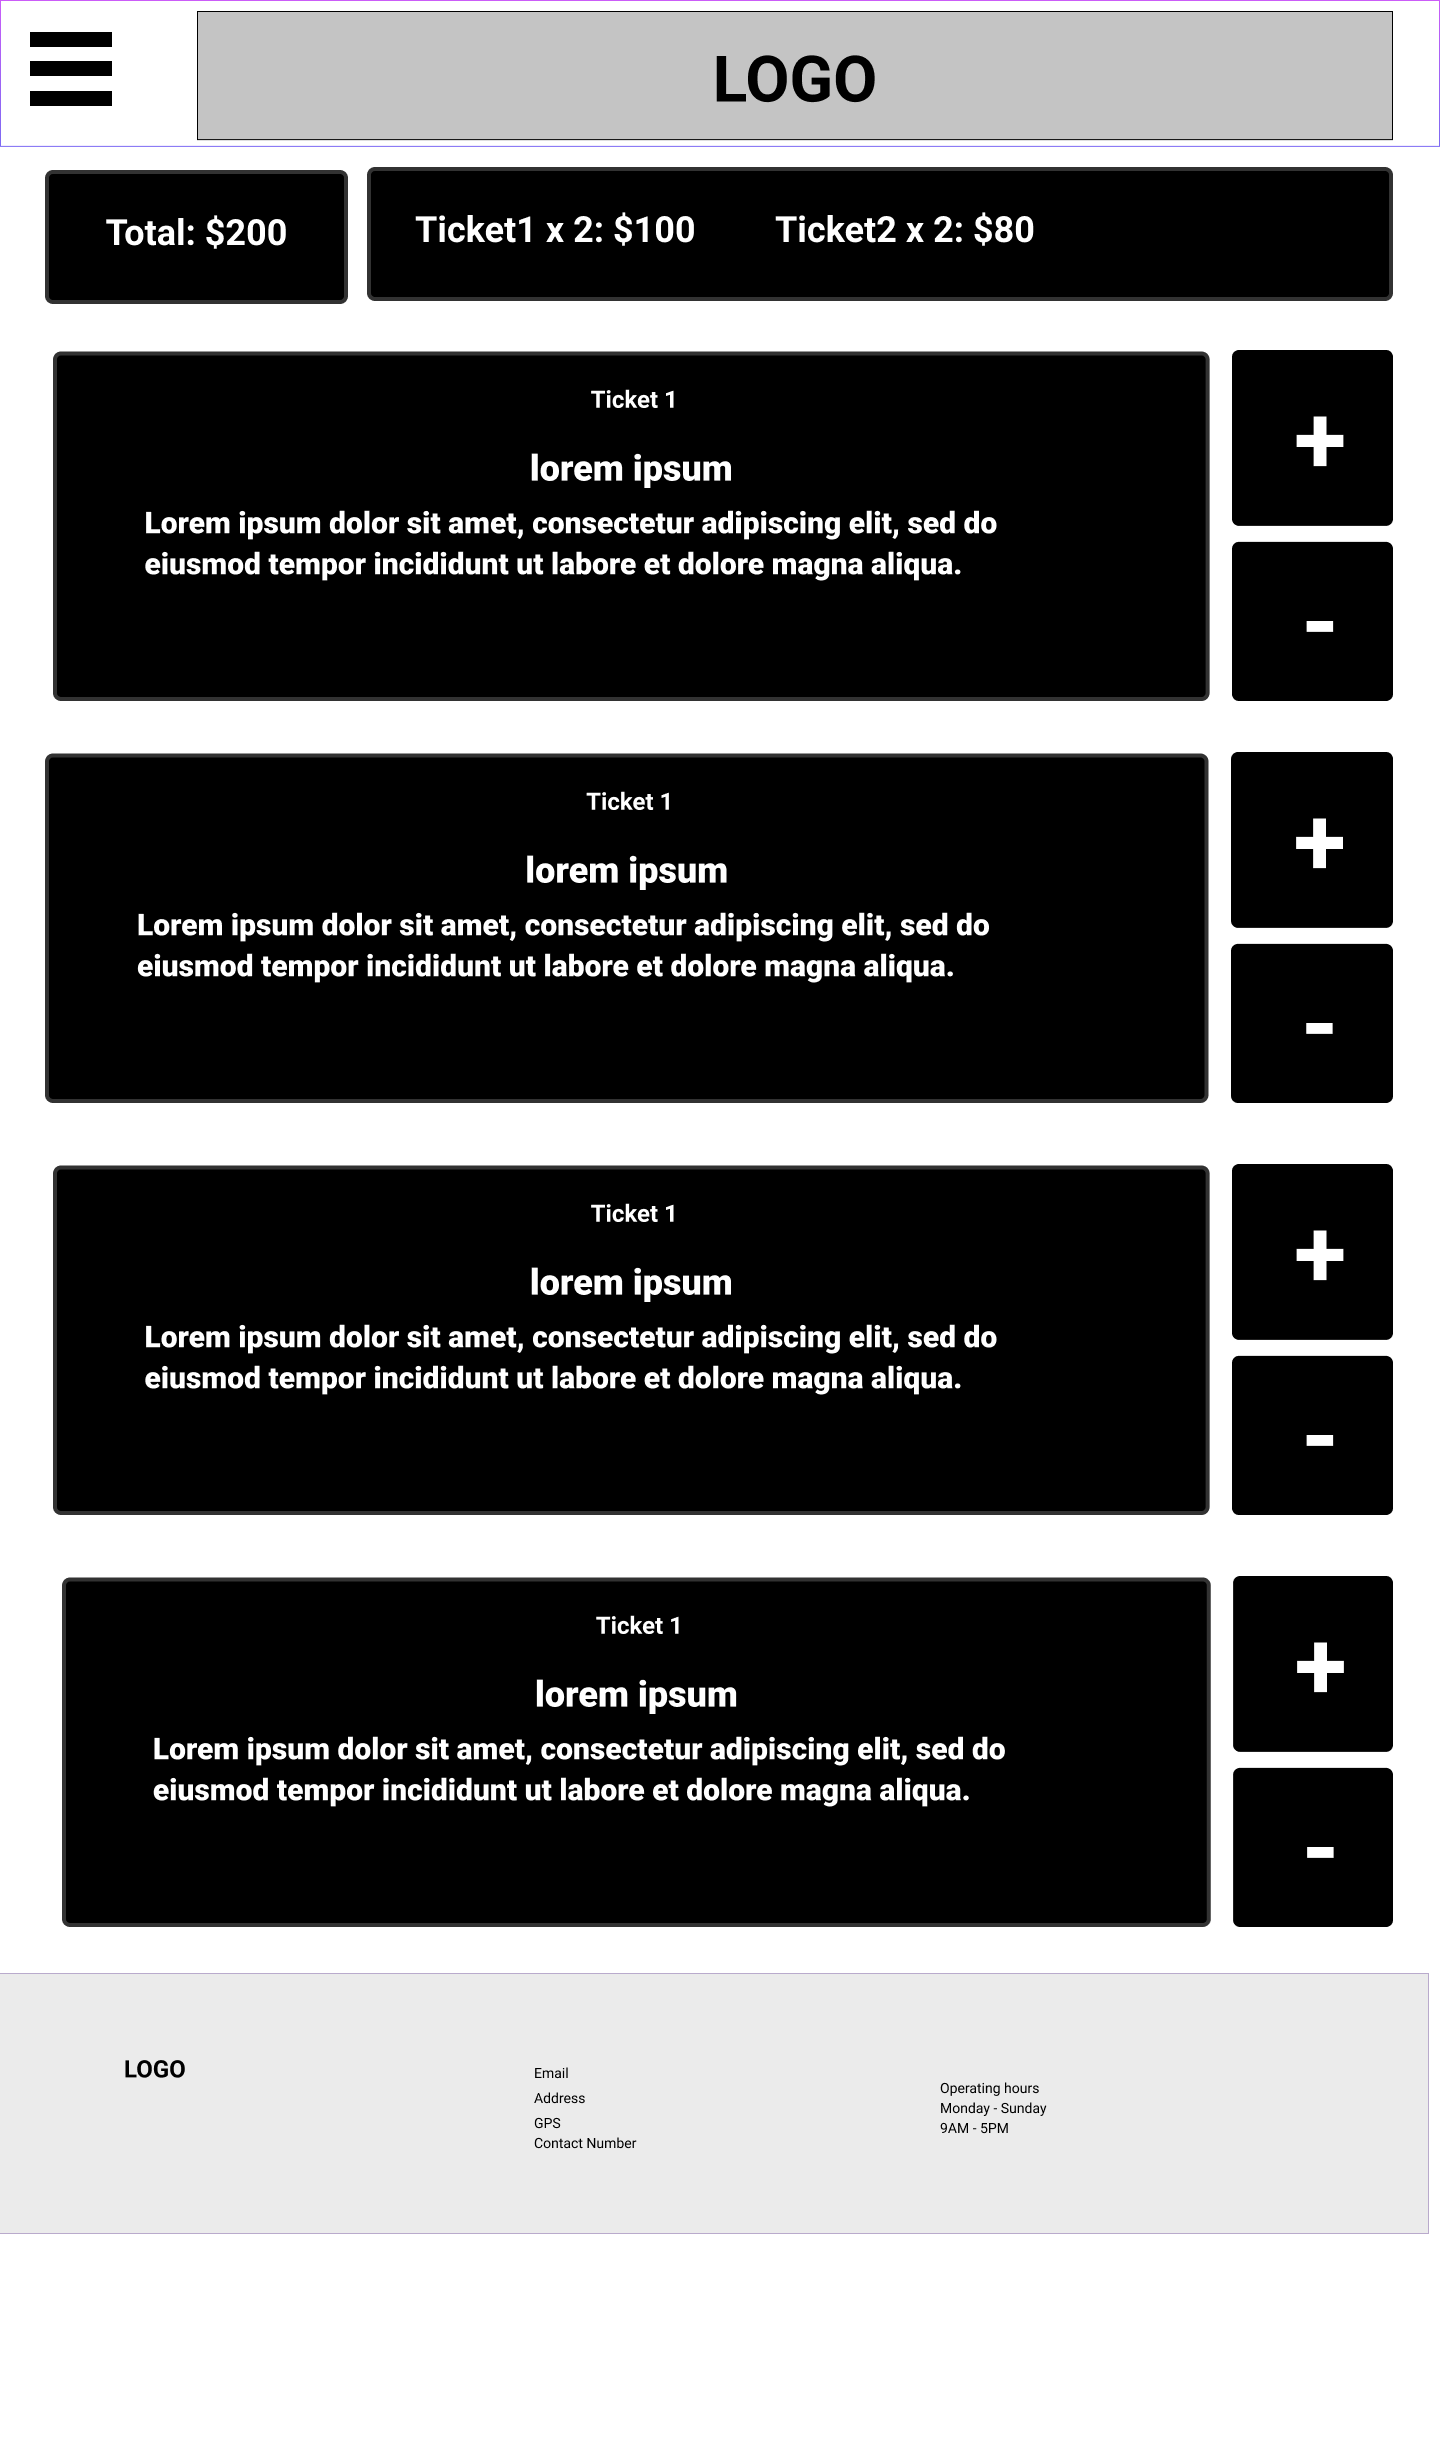 LOGO
Total: $200
Ticket1 x 2: $100
Ticket2 x 2: $80
Ticket 1
lorem ipsum
Lorem ipsum dolor sit amet, consectetur adipiscing elit, sed do
eiusmod tempor incididunt ut labore et dolore magna aliqua.
+
-
Ticket 1
lorem ipsum
Lorem ipsum dolor sit amet, consectetur adipiscing elit, sed do
eiusmod tempor incididunt ut labore et dolore magna aliqua.
+
-
Ticket 1
lorem ipsum
Lorem ipsum dolor sit amet, consectetur adipiscing elit, sed do
eiusmod tempor incididunt ut labore et dolore magna aliqua.
+
-
Ticket 1
lorem ipsum
Lorem ipsum dolor sit amet, consectetur adipiscing elit, sed do
eiusmod tempor incididunt ut labore et dolore magna aliqua.
+
-
LOGO
Email
Address
GPS
Contact Number
Operating hours
Monday - Sunday
9AM - 5PM